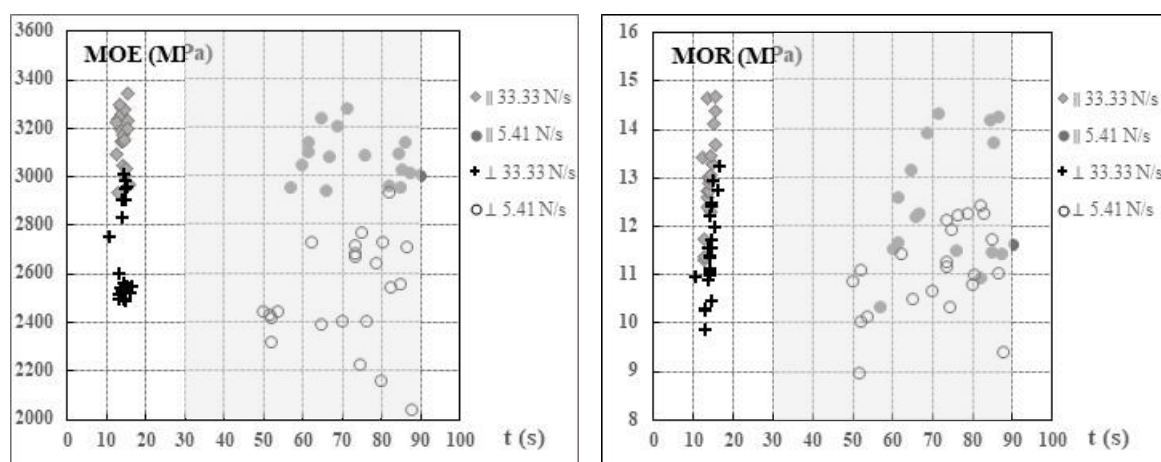 MOE (MPa)
3600
3400
3200
3000
2800
2600
2400
2200
2000
0 10 20 30 40 50 60 70 80 90 100
t (s)
|| 33.33 N/s
|| 5.41 N/s
⊥ 33.33 N/s
⊥ 5.41 N/s
MOR (MPa)
16
15
14
13
12
11
10
9
8
0 10 20 30 40 50 60 70 80 90 100
t (s)
|| 33.33 N/s
|| 5.41 N/s
⊥ 33.33 N/s
⊥ 5.41 N/s